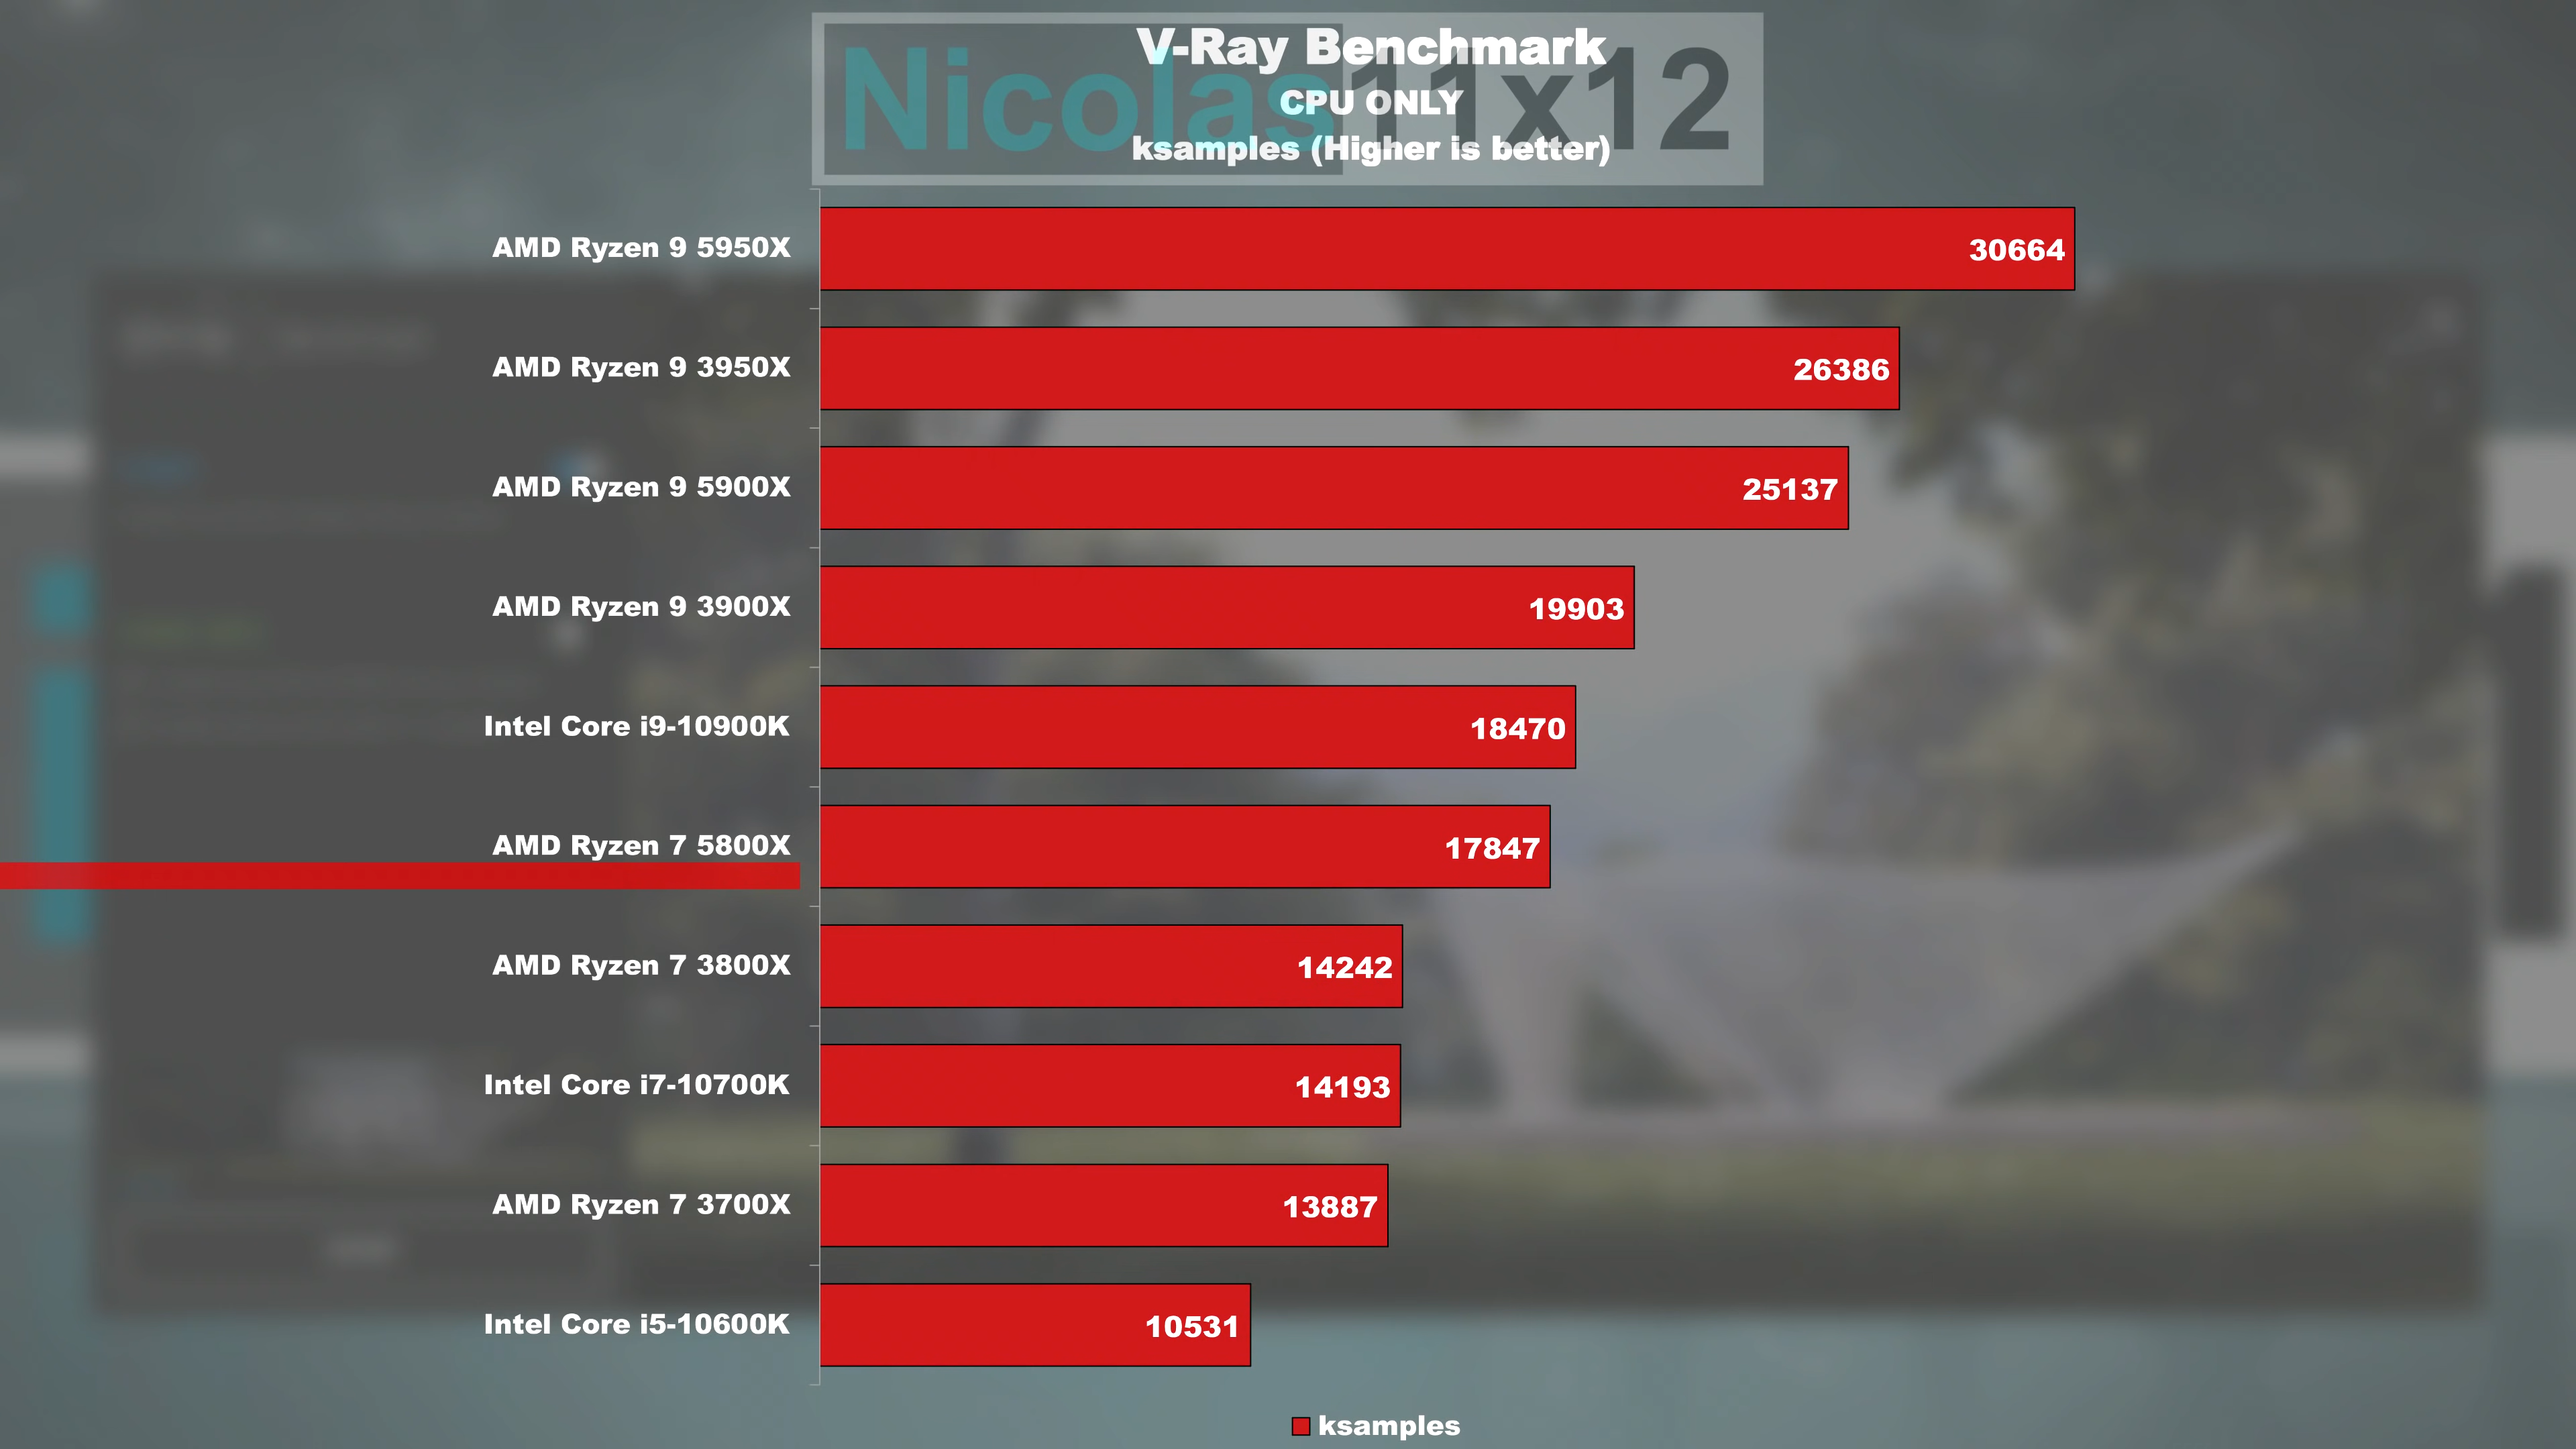 Nicolas11x12
V-Ray Benchmark
CPU ONLY
ksamples (Higher is better)
AMD Ryzen 9 5950X 30664
AMD Ryzen 9 3950X 26386
AMD Ryzen 9 5900X 25137
AMD Ryzen 9 3900X 19903
Intel Core i9-10900K 18470
AMD Ryzen 7 5800X 17847
AMD Ryzen 7 3800X 14242
Intel Core i7-10700K 14193
AMD Ryzen 7 3700X 13887
Intel Core i5-10600K 10531
ksamples